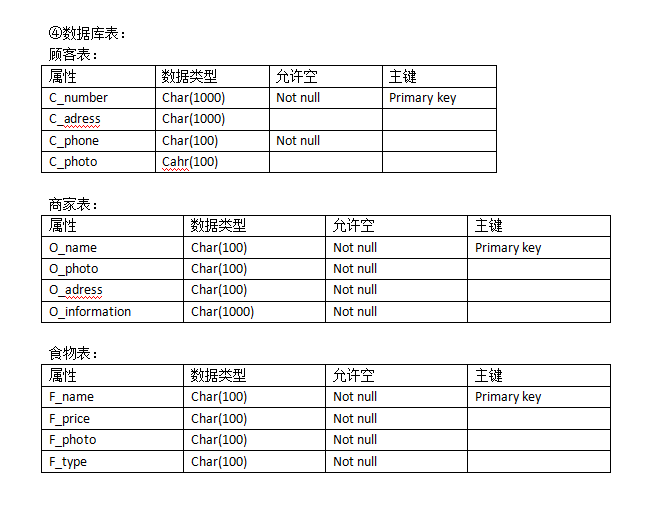 ④数据库表：
顾客表：
属性 数据类型 允许空 主键
C_number Char(1000) Not null Primary key
C_adress Char(1000)
C_phone Char(100) Not null
C_photo Cahr(100)
商家表：
属性 数据类型 允许空 主键
O_name Char(100) Not null Primary key
O_photo Char(100) Not null
O_adress Char(100) Not null
O_information Char(1000) Not null
食物表：
属性 数据类型 允许空 主键
F_name Char(100) Not null Primary key
F_price Char(100) Not null
F_photo Char(100) Not null
F_type Char(100) Not null